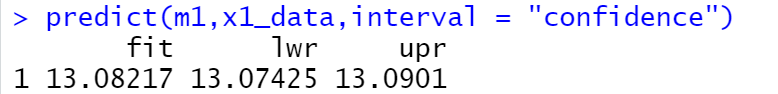 > predict(m1,x1_data,interval = "confidence")
fit lwr upr
1 13.08217 13.07425 13.0901